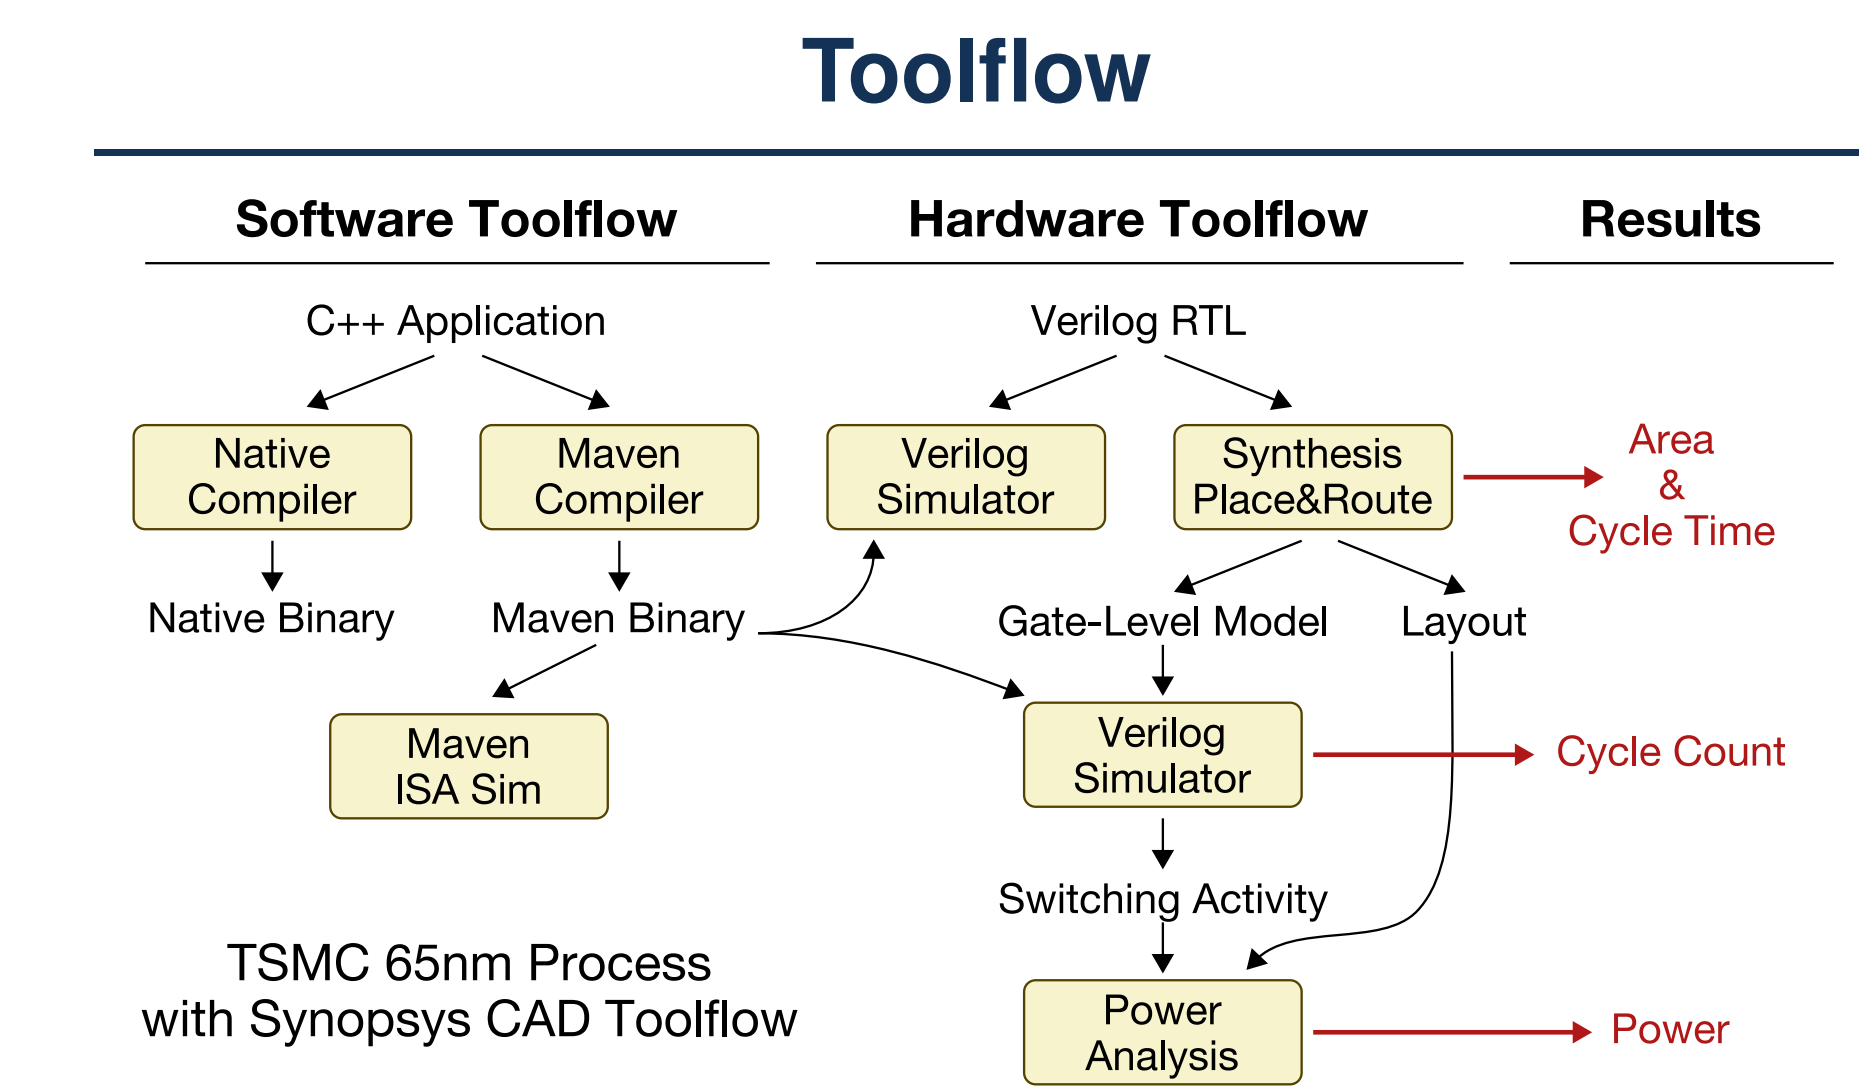 Toolflow
Software Toolflow
Hardware Toolflow
Results
C++ Application
Verilog RTL
Native
Compiler
Maven
Compiler
Verilog
Simulator
Synthesis
Place&Route
Area
&
Cycle Time
Native Binary
Maven Binary
Gate-Level Model
Layout
Maven
ISA Sim
Verilog
Simulator
Cycle Count
Switching Activity
TSMC 65nm Process
with Synopsys CAD Toolflow
Power
Analysis
Power